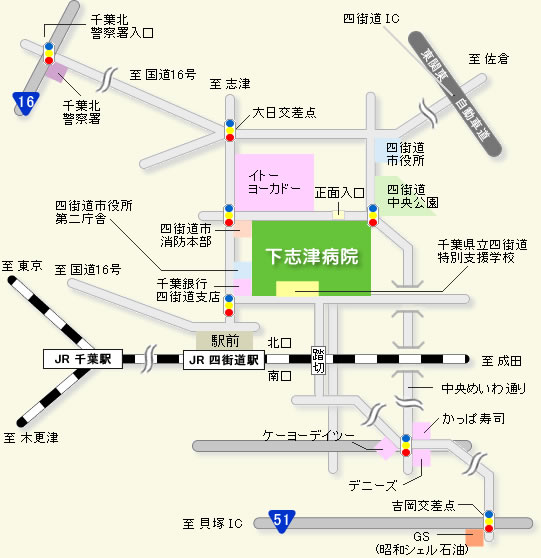 千葉北
警察署入口
四街道 IC
至 佐倉
東関東
自動車道
至 国道16号
至 志津
16
千葉北
警察署
大日交差点
四街道
市役所
イトー
ヨーカドー
正面入口
四街道
中央公園
四街道市役所
第二庁舎
四街道市
消防本部
下志津病院
千葉県立四街道
特別支援学校
至 東京
国道16号
千葉銀行
四街道支店
駅前
北口
JR 千葉駅
JR 四街道駅
踏切
至 成田
南口
中央めいわ通り
至 木更津
かっぱ寿司
ケーヨーデイツー
デニーズ
吉岡交差点
至 貝塚 IC
51
GS
(昭和シェル石油)